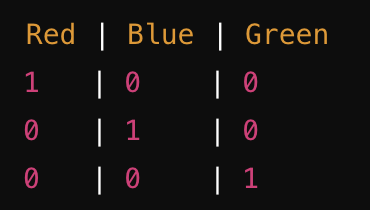 Red | Blue | Green
1 | 0 | 0
0 | 1 | 0
0 | 0 | 1